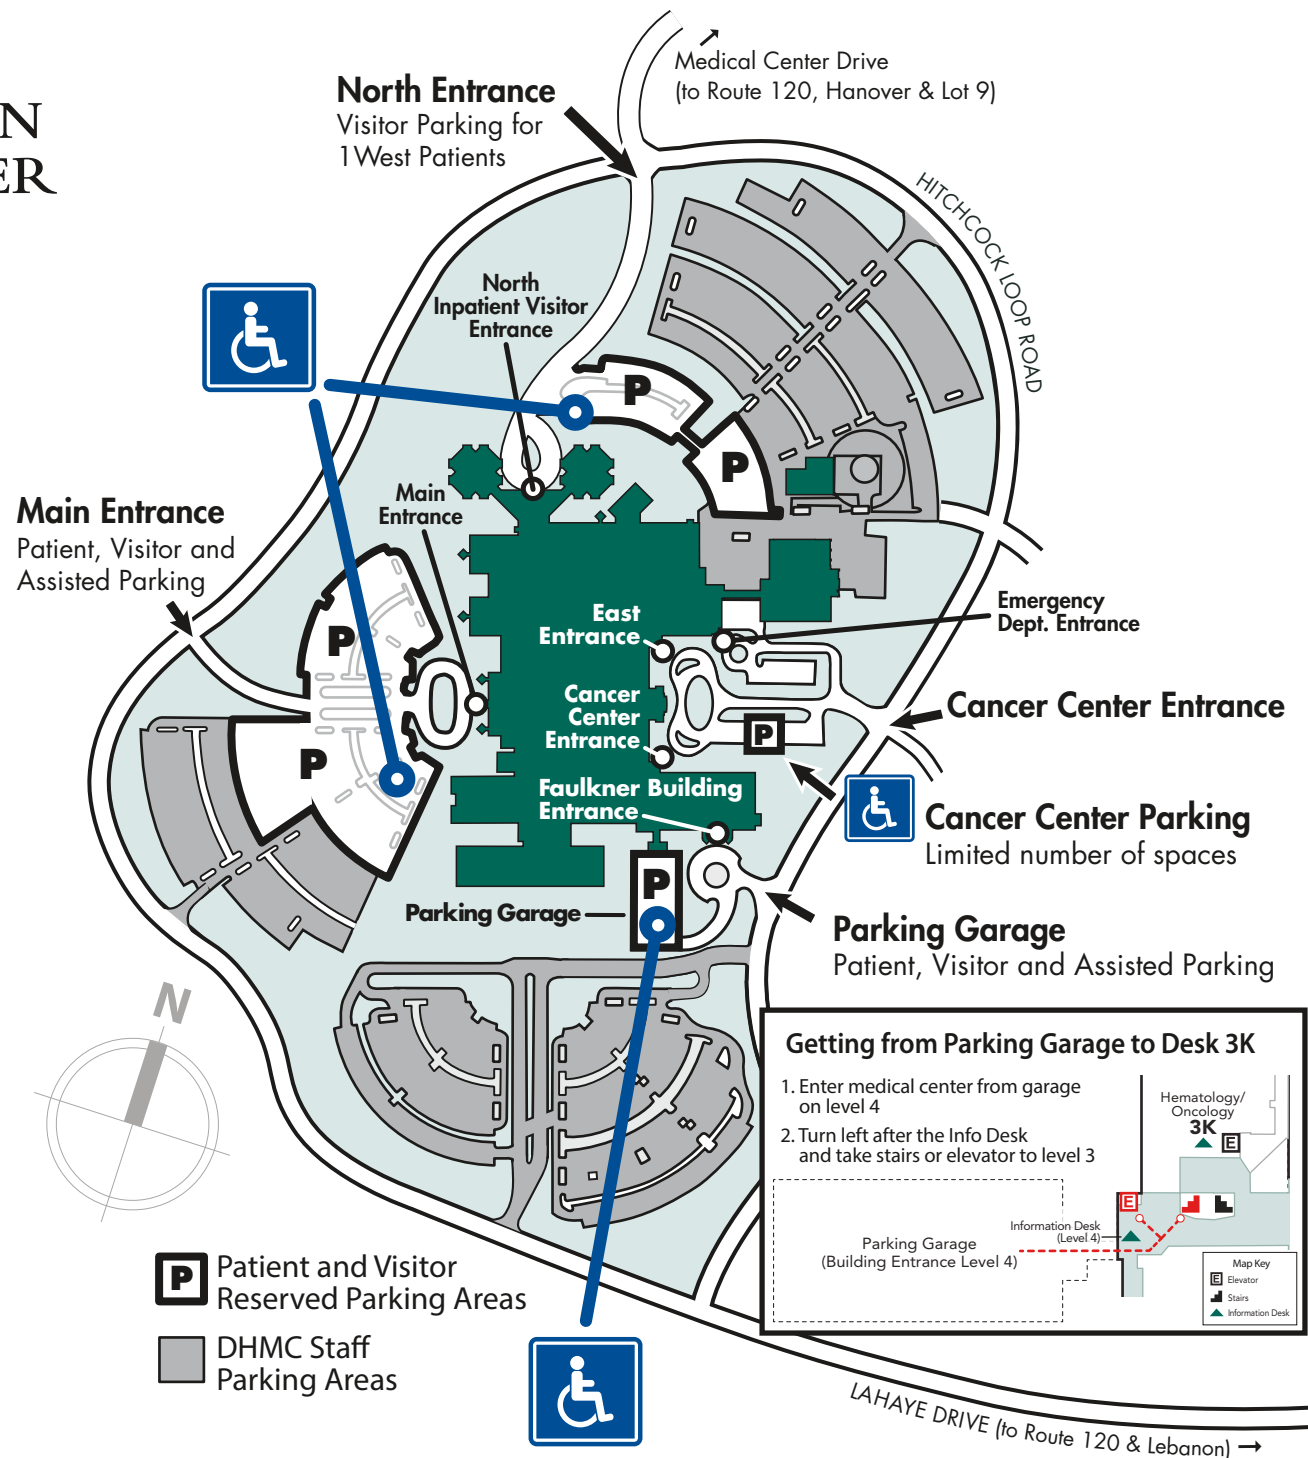 N
ER
Medical Center Drive
(to Route 120, Hanover & Lot 9)
North Entrance
Visitor Parking for
1West Patients
HITCHCOCK LOOP ROAD
North
Inpatient Visitor
Entrance
P
P
Main
Entrance
Main Entrance
Patient, Visitor and
Assisted Parking
P
P
East
Entrance
Emergency
Dept. Entrance
Cancer
Center
Entrance
Cancer Center Entrance
P
Faulkner Building
Entrance
Cancer Center Parking
Limited number of spaces
P
Parking Garage
Parking Garage
Patient, Visitor and Assisted Parking
N
Getting from Parking Garage to Desk 3K
1. Enter medical center from garage
on level 4
2. Turn left after the Info Desk
and take stairs or elevator to level 3
Hematology/
Oncology
3K
E
E
Information Desk
(Level 4)
Parking Garage
(Building Entrance Level 4)
Map Key
E Elevator
Stairs
Information Desk
P Patient and Visitor
Reserved Parking Areas
DHMC Staff
Parking Areas
LAHAYE DRIVE (to Route 120 & Lebanon)